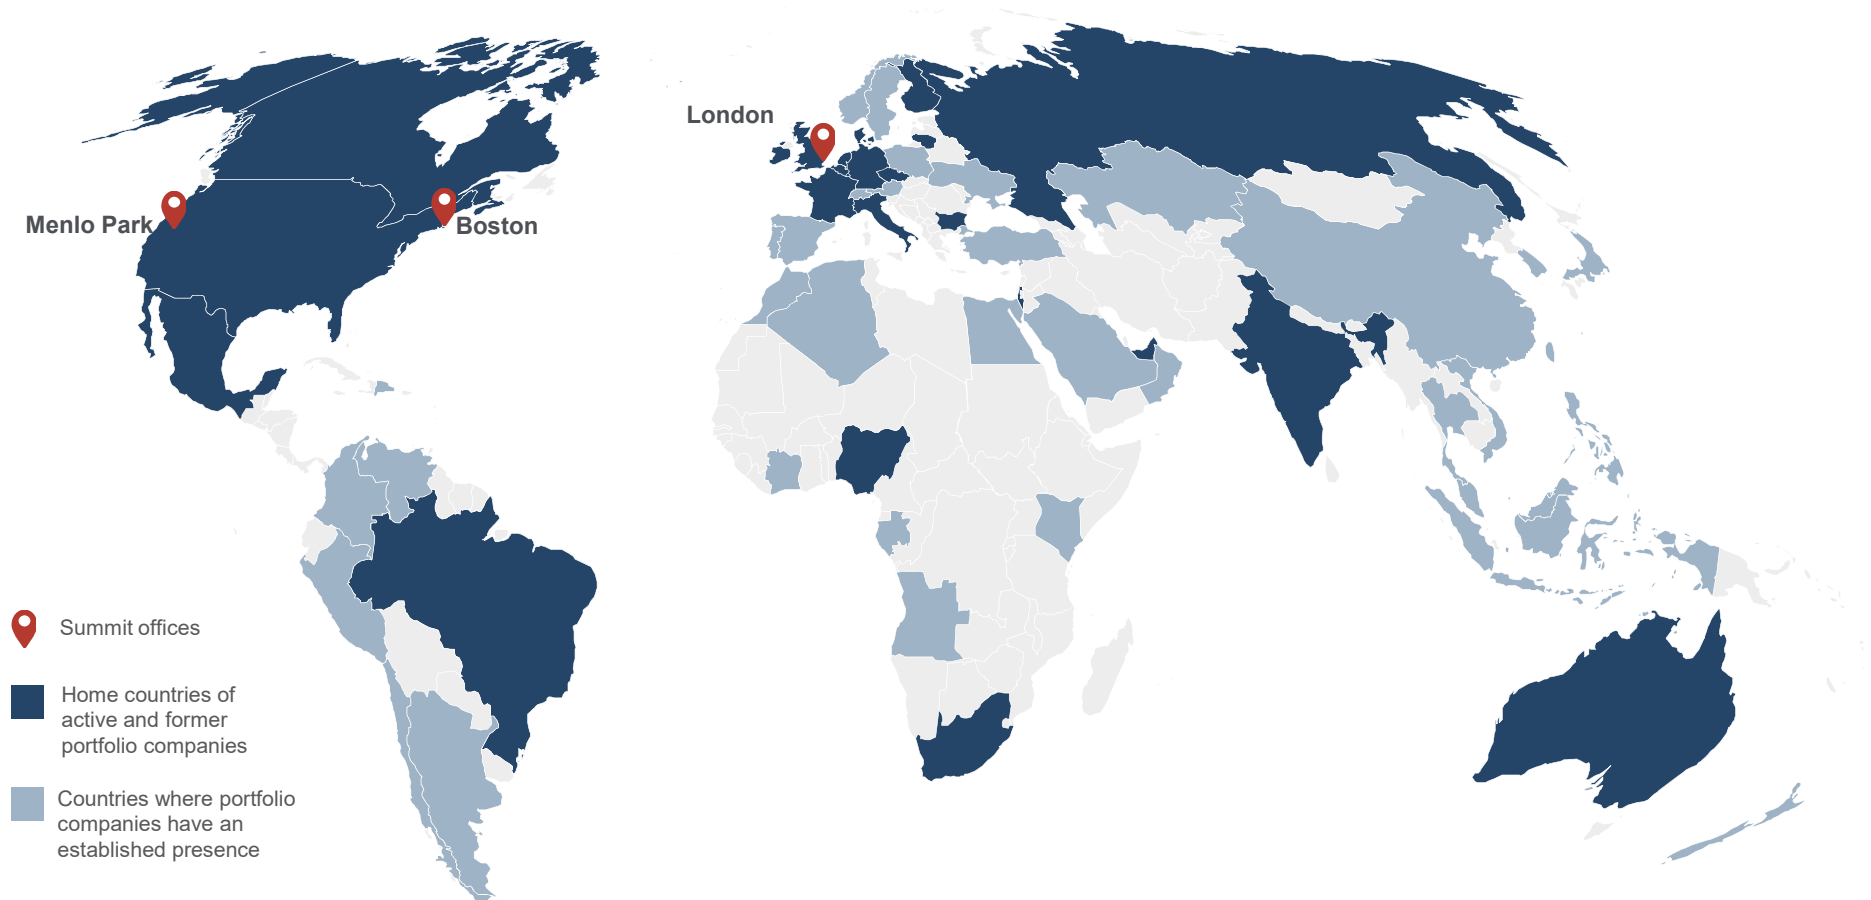 London
Menlo Park
Boston
Summit offices
Home countries of
active and former
portfolio companies
Countries where portfolio
companies have an
established presence